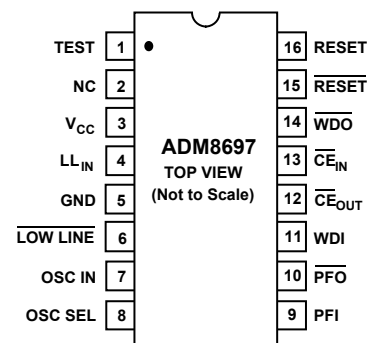 TEST 1 16 RESET
NC 2 15 RESET
VCC 3 14 WDO
LLIN 4 13 CEIN
GND 5 12 CEOUT
LOW LINE 6 11 WDI
OSC IN 7 10 PFO
OSC SEL 8 9 PFI
ADM8697
TOP VIEW
(Not to Scale)